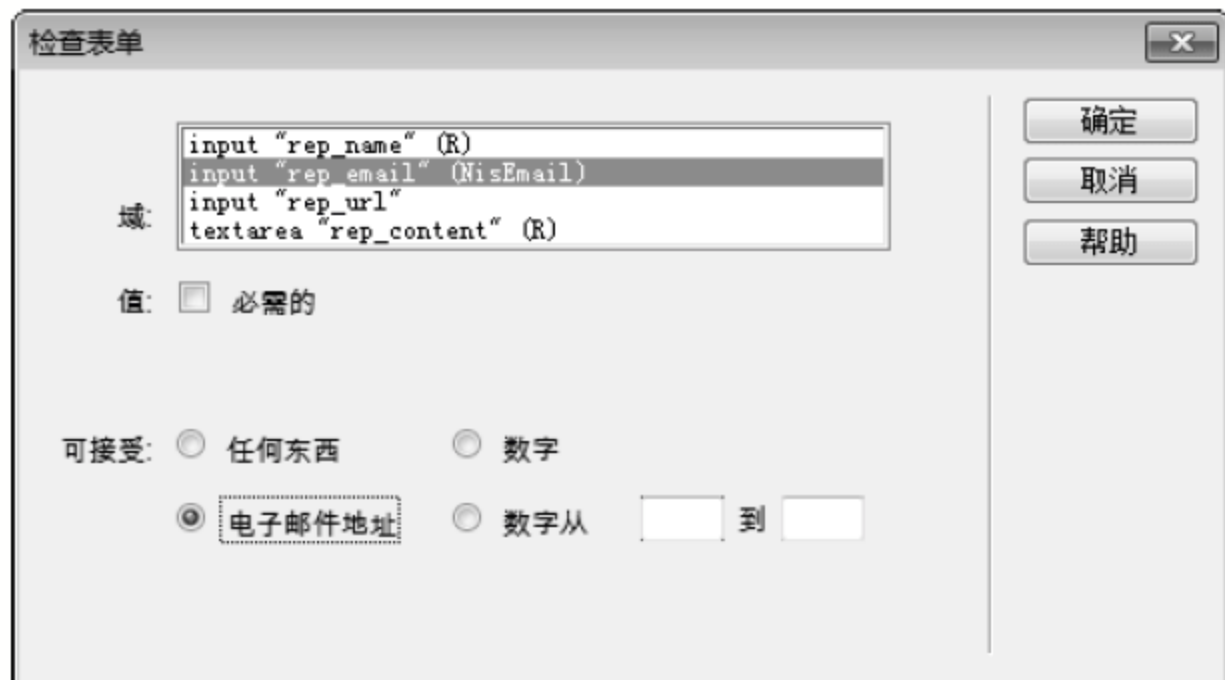 检查表单
input "rep_name" (R)
input "rep_email" (NisEmail)
input "rep_url"
textarea "rep_content" (R)
域:
值: 必需的
可接受: 任何东西 数字
电子邮件地址 数字从 到
确定
取消
帮助